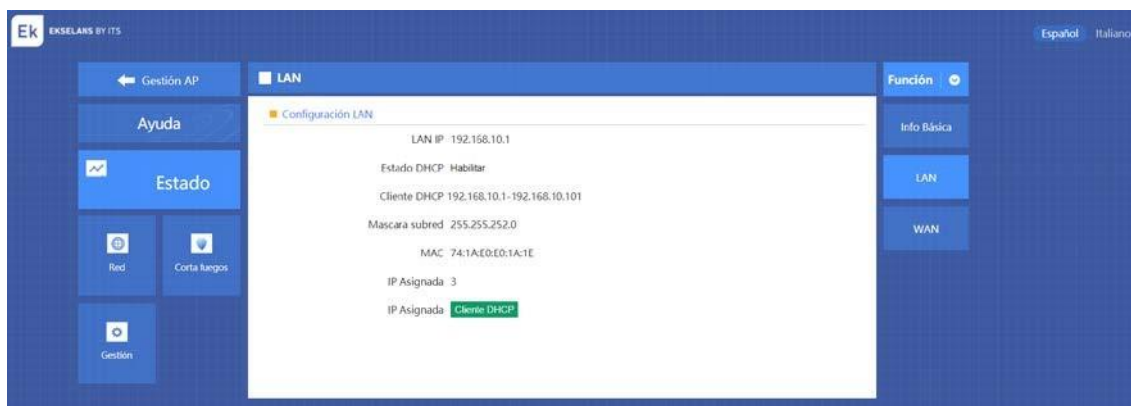 Ek EKSELANS BY ITS
Español Italiano
Gestión AP
Ayuda
Estado
Red
Corta fuegos
Gestión
LAN
Configuración LAN
LAN IP 192.168.10.1
Estado DHCP Habilitar
Cliente DHCP 192.168.10.1-192.168.10.101
Mascara subred 255.255.252.0
MAC 74:1A:E0:E0:1A:1E
IP Asignada 3
IP Asignada Cliente DHCP
Función
Info Básica
LAN
WAN